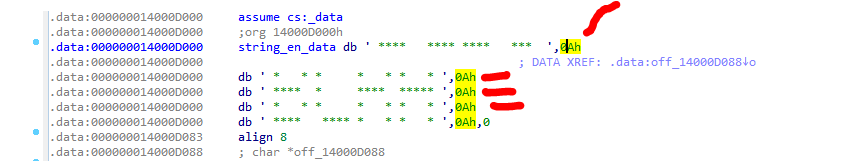 .data:000000014000D000 assume cs:_data
.data:000000014000D000 ;org 14000D000h
.data:000000014000D000 string_en_data db ' ****   **** ****   ***  ',0Ah
.data:000000014000D000 ; DATA XREF: .data:off_14000D088↓o
.data:000000014000D000 db ' *   * *     *   * *   * ',0Ah
.data:000000014000D000 db ' ****  *     ****  ***** ',0Ah
.data:000000014000D000 db ' *   * *     *   * *   * ',0Ah
.data:000000014000D000 db ' ****   **** *   * *   * ',0Ah,0
.data:000000014000D083 align 8
.data:000000014000D088 ; char *off_14000D088